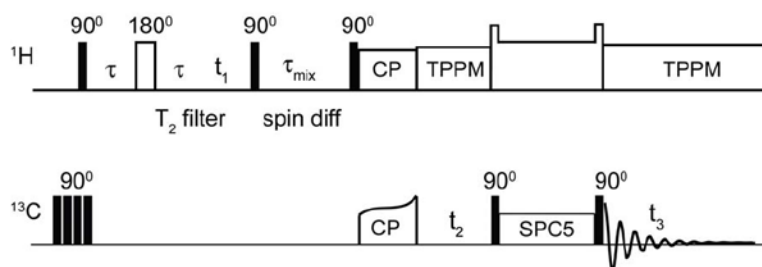 90⁰ 180⁰ 90⁰ 90⁰
¹H τ τ t₁ τₘᵢₓ CP TPPM TPPM
T₂ filter spin diff
90⁰ 90⁰ 90⁰
¹³C CP t₂ SPC5 t₃